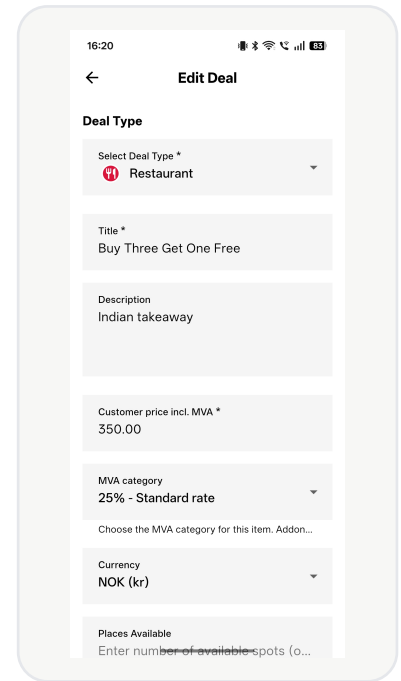 16:20
83
Edit Deal
Deal Type
Select Deal Type *
Restaurant
Title *
Buy Three Get One Free
Description
Indian takeaway
Customer price incl. MVA *
350.00
MVA category
25% - Standard rate
Choose the MVA category for this item. Addon...
Currency
NOK (kr)
Places Available
Enter number of available spots (o...